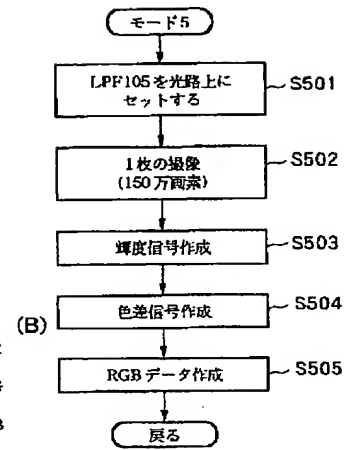 モード5
LPF105を光路上に
セットする
S501
1枚の撮像
(150万画素)
S502
輝度信号作成
S503
色差信号作成
S504
(B)
RGBデータ作成
S505
戻る